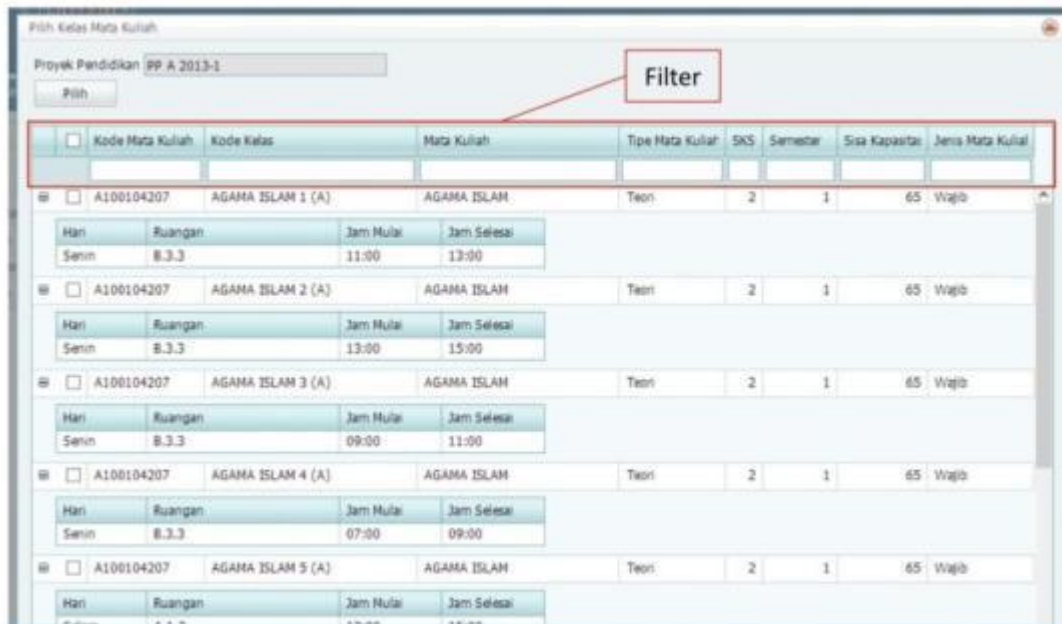 Pilih Kelas Mata Kuliah
Proyek Pendidikan PP A 2013-1
Pilih
Filter
Kode Mata Kuliah Kode Kelas Mata Kuliah Tipe Mata Kuliah SKS Semester Sisa Kapasitas Jenis Mata Kuliah
A100104207 AGAMA ISLAM 1 (A) AGAMA ISLAM Teori 2 1 65 Wajib
Hari Ruangan Jam Mulai Jam Selesai
Senin B.3.3 11:00 13:00
A100104207 AGAMA ISLAM 2 (A) AGAMA ISLAM Teori 2 1 65 Wajib
Hari Ruangan Jam Mulai Jam Selesai
Senin B.3.3 13:00 15:00
A100104207 AGAMA ISLAM 3 (A) AGAMA ISLAM Teori 2 1 65 Wajib
Hari Ruangan Jam Mulai Jam Selesai
Senin B.3.3 09:00 11:00
A100104207 AGAMA ISLAM 4 (A) AGAMA ISLAM Teori 2 1 65 Wajib
Hari Ruangan Jam Mulai Jam Selesai
Senin B.3.3 07:00 09:00
A100104207 AGAMA ISLAM 5 (A) AGAMA ISLAM Teori 2 1 65 Wajib
Hari Ruangan Jam Mulai Jam Selesai